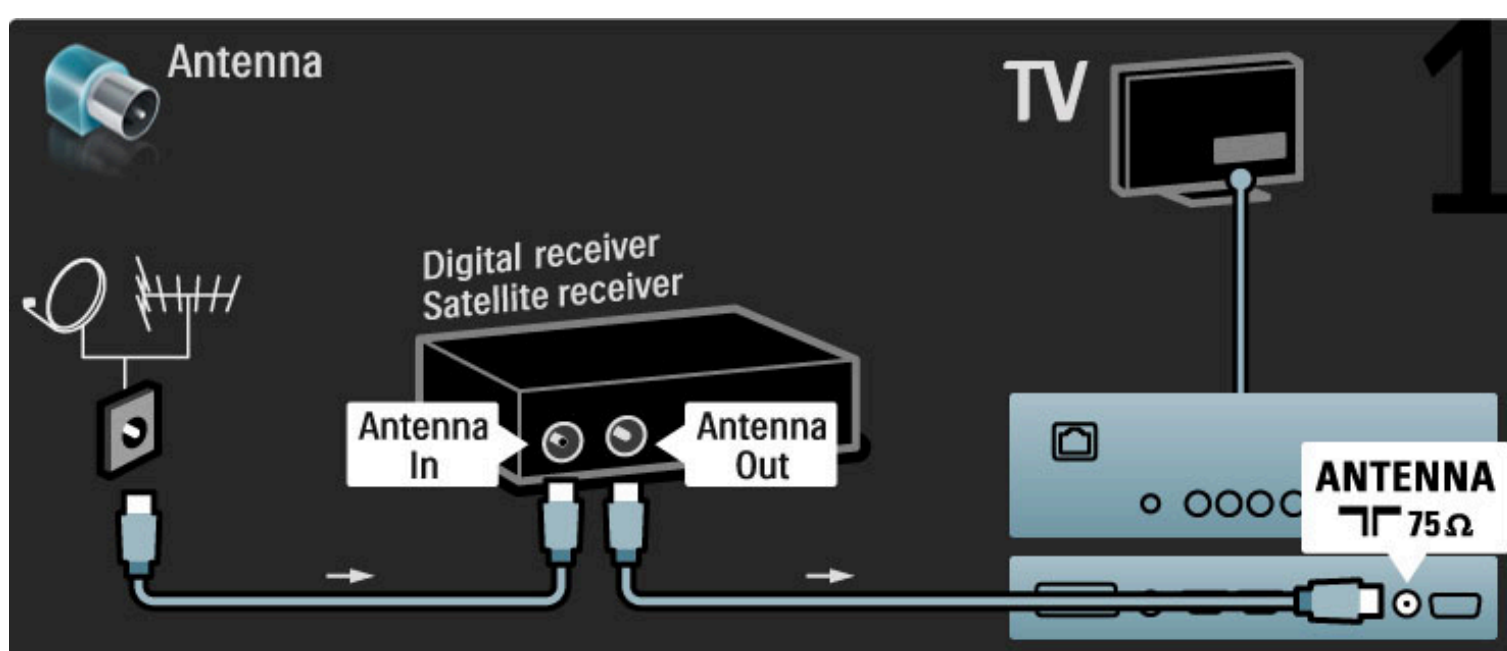 Antenna
TV
1
Digital receiver
Satellite receiver
Antenna
In
Antenna
Out
ANTENNA
75Ω